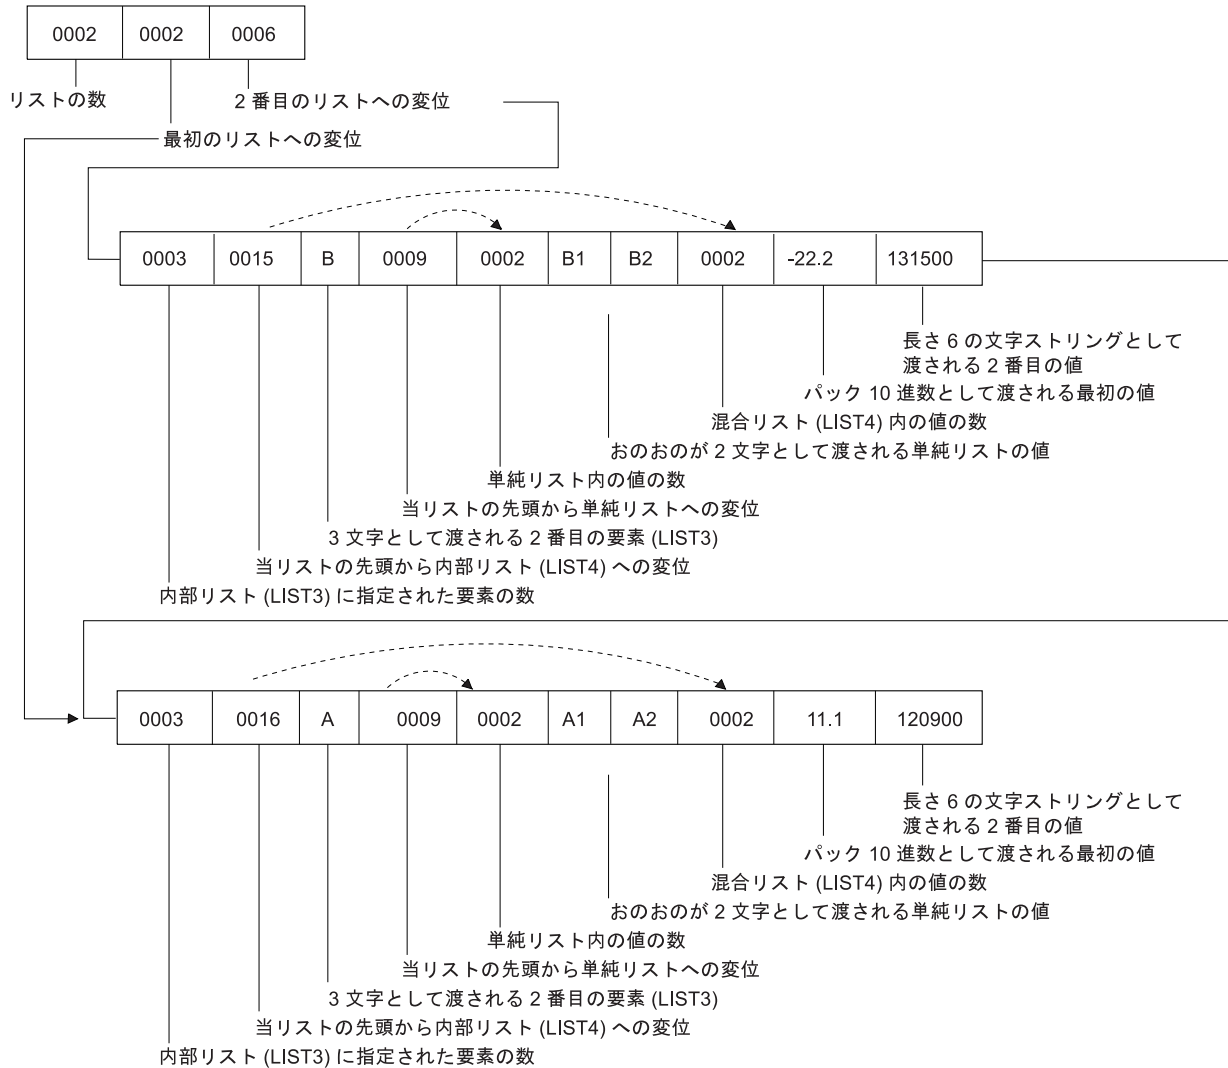 0002 0002 0006
リストの数
2 番目のリストへの変位
最初のリストへの変位
0003 0015 B 0009 0002 B1 B2 0002 -22.2 131500
長さ 6 の文字ストリングとして
渡される 2 番目の値
パック 10 進数として渡される最初の値
混合リスト (LIST4) 内の値の数
おのおのが 2 文字として渡される単純リストの値
単純リスト内の値の数
当リストの先頭から単純リストへの変位
3 文字として渡される 2 番目の要素 (LIST3)
当リストの先頭から内部リスト (LIST4) への変位
内部リスト (LIST3) に指定された要素の数
0003 0016 A 0009 0002 A1 A2 0002 11.1 120900
長さ 6 の文字ストリングとして
渡される 2 番目の値
パック 10 進数として渡される最初の値
混合リスト (LIST4) 内の値の数
おのおのが 2 文字として渡される単純リストの値
単純リスト内の値の数
当リストの先頭から単純リストへの変位
3 文字として渡される 2 番目の要素 (LIST3)
当リストの先頭から内部リスト (LIST4) への変位
内部リスト (LIST3) に指定された要素の数